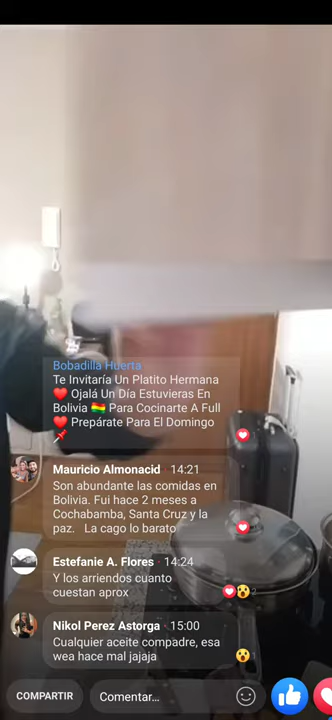 Bobadilla Huerta
Te Invitaría Un Platito Hermana
❤️ Ojalá Un Día Estuvieras En
Bolivia 🇧🇴 Para Cocinarte A Full
❤️ Prepárate Para El Domingo
📌
Mauricio Almonacid · 14:21
Son abundante las comidas en
Bolivia. Fui hace 2 meses a
Cochabamba, Santa Cruz y la
paz. La cago lo barato
Estefanie A. Flores · 14:24
Y los arriendos cuanto
cuestan aprox
2
Nikol Perez Astorga · 15:00
Cualquier aceite compadre, esa
wea hace mal jajaja
1
COMPARTIR
Comentar...